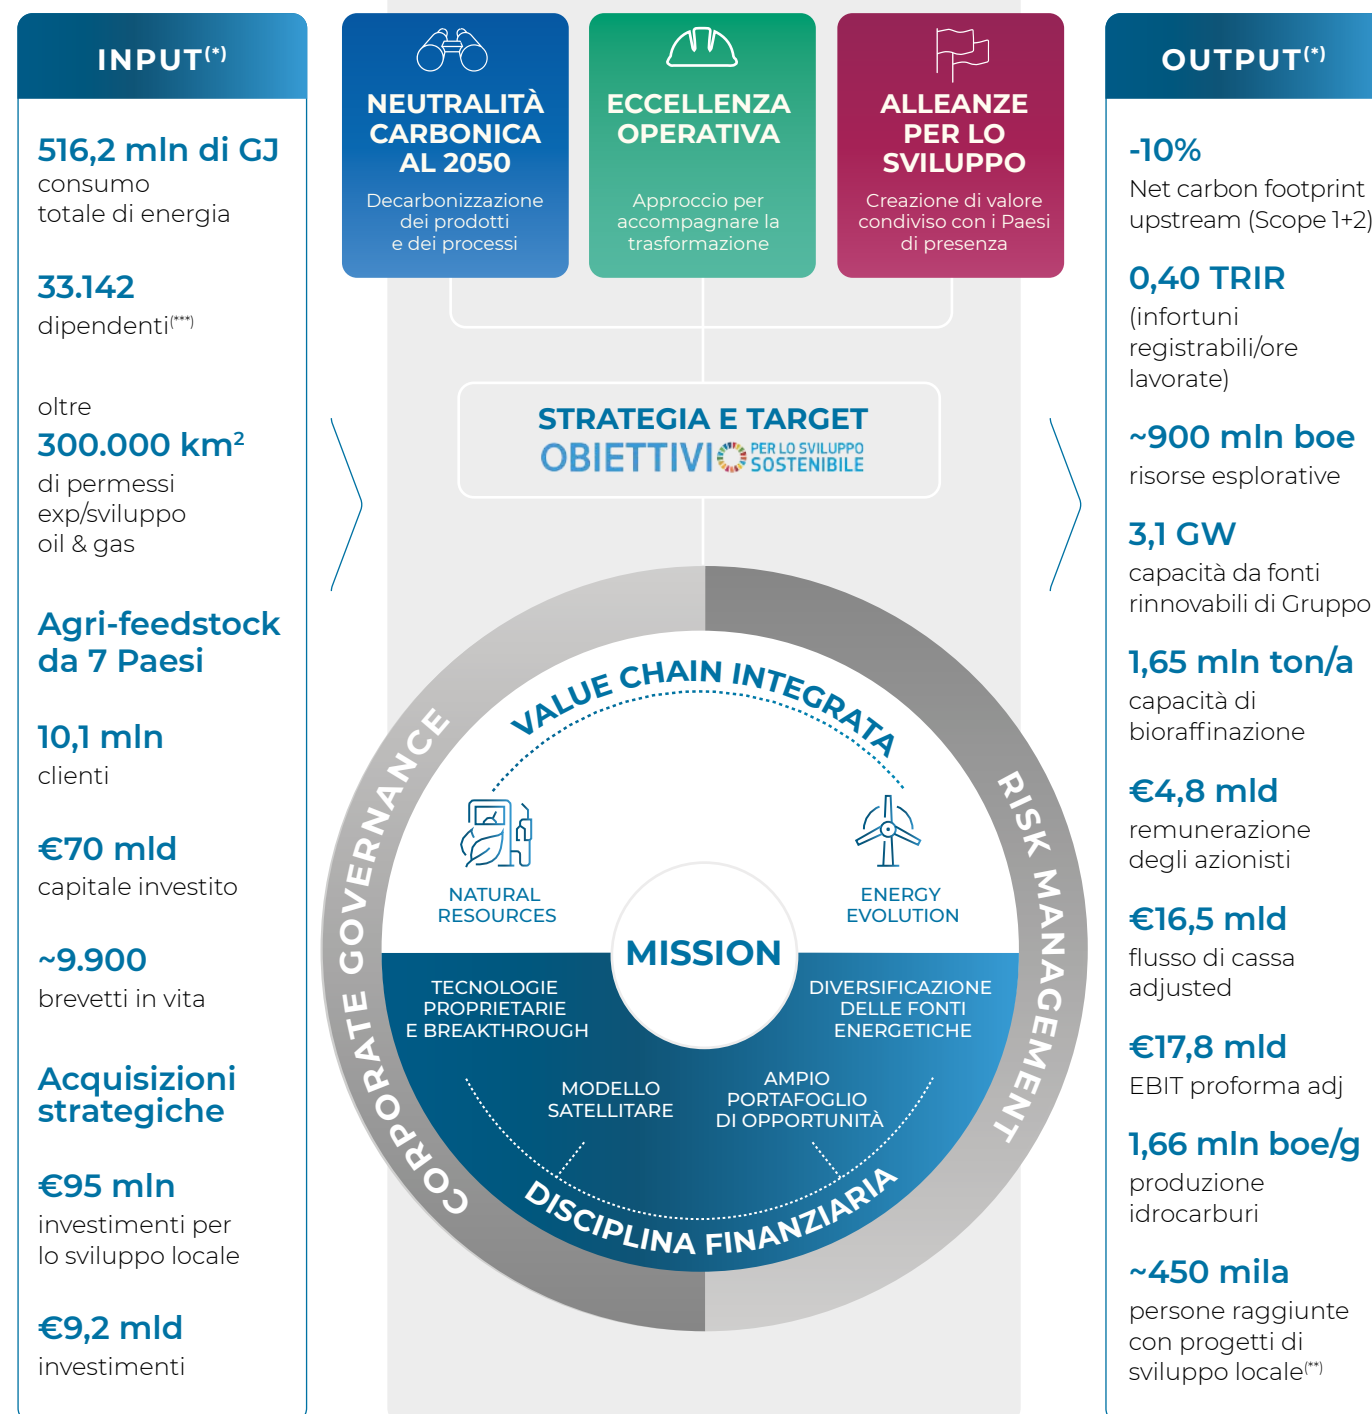 INPUT(*)
516,2 mln di GJ
consumo
totale di energia
33.142
dipendenti(***)
oltre
300.000 km²
di permessi
exp/sviluppo
oil & gas
Agri-feedstock
da 7 Paesi
10,1 mln
clienti
€70 mld
capitale investito
~9.900
brevetti in vita
Acquisizioni
strategiche
€95 mln
investimenti per
lo sviluppo locale
€9,2 mld
investimenti
NEUTRALITÀ
CARBONICA
AL 2050
Decarbonizzazione
dei prodotti
e dei processi
ECCELLENZA
OPERATIVA
Approccio per
accompagnare la
trasformazione
ALLEANZE
PER LO
SVILUPPO
Creazione di valore
condiviso con i Paesi
di presenza
STRATEGIA E TARGET
OBIETTIVI PER LO SVILUPPO
SOSTENIBILE
CORPORATE GOVERNANCE
RISK MANAGEMENT
VALUE CHAIN INTEGRATA
NATURAL
RESOURCES
ENERGY
EVOLUTION
MISSION
TECNOLOGIE
PROPRIETARIE
E BREAKTHROUGH
DIVERSIFICAZIONE
DELLE FONTI
ENERGETICHE
MODELLO
SATELLITARE
AMPIO
PORTAFOGLIO
DI OPPORTUNITÀ
DISCIPLINA FINANZIARIA
OUTPUT(*)
-10%
Net carbon footprint
upstream (Scope 1+2)
0,40 TRIR
(infortuni
registrabili/ore
lavorate)
~900 mln boe
risorse esplorative
3,1 GW
capacità da fonti
rinnovabili di Gruppo
1,65 mln ton/a
capacità di
bioraffinazione
€4,8 mld
remunerazione
degli azionisti
€16,5 mld
flusso di cassa
adjusted
€17,8 mld
EBIT proforma adj
1,66 mln boe/g
produzione
idrocarburi
~450 mila
persone raggiunte
con progetti di
sviluppo locale(**)